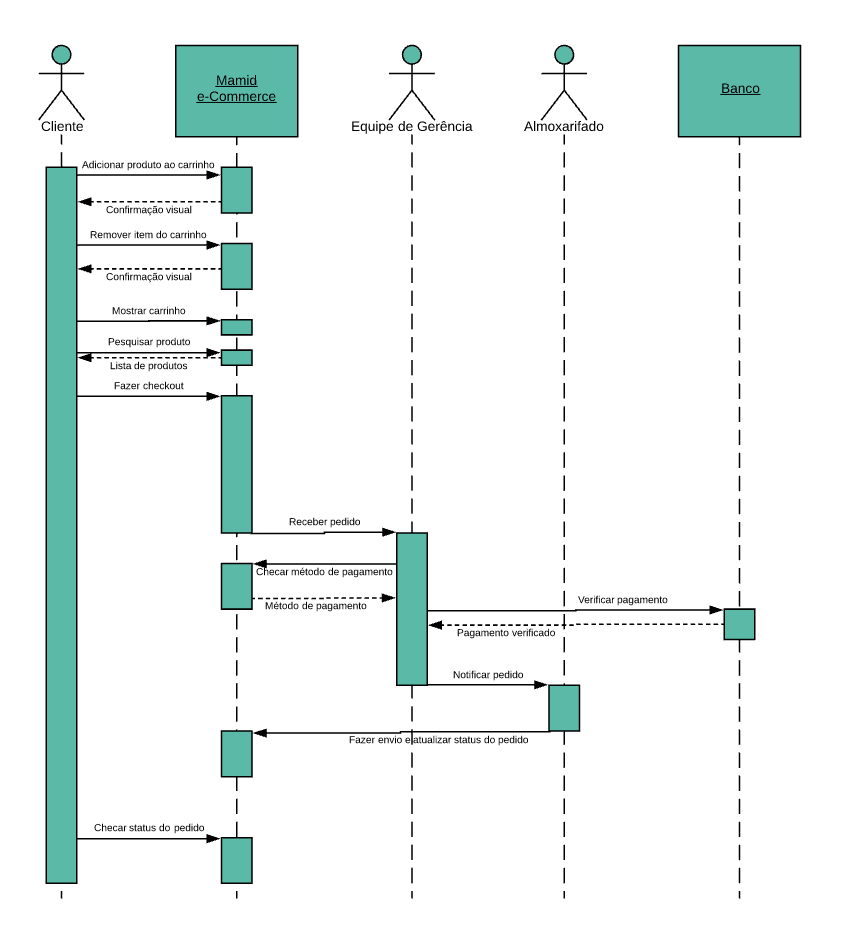 Mamid
e-Commerce
Banco
Cliente
Equipe de Gerência
Almoxarifado
Adicionar produto ao carrinho
Confirmação visual
Remover item do carrinho
Confirmação visual
Mostrar carrinho
Pesquisar produto
Lista de produtos
Fazer checkout
Receber pedido
Checar método de pagamento
Método de pagamento
Verificar pagamento
Pagamento verificado
Notificar pedido
Fazer envio e atualizar status do pedido
Checar status do pedido